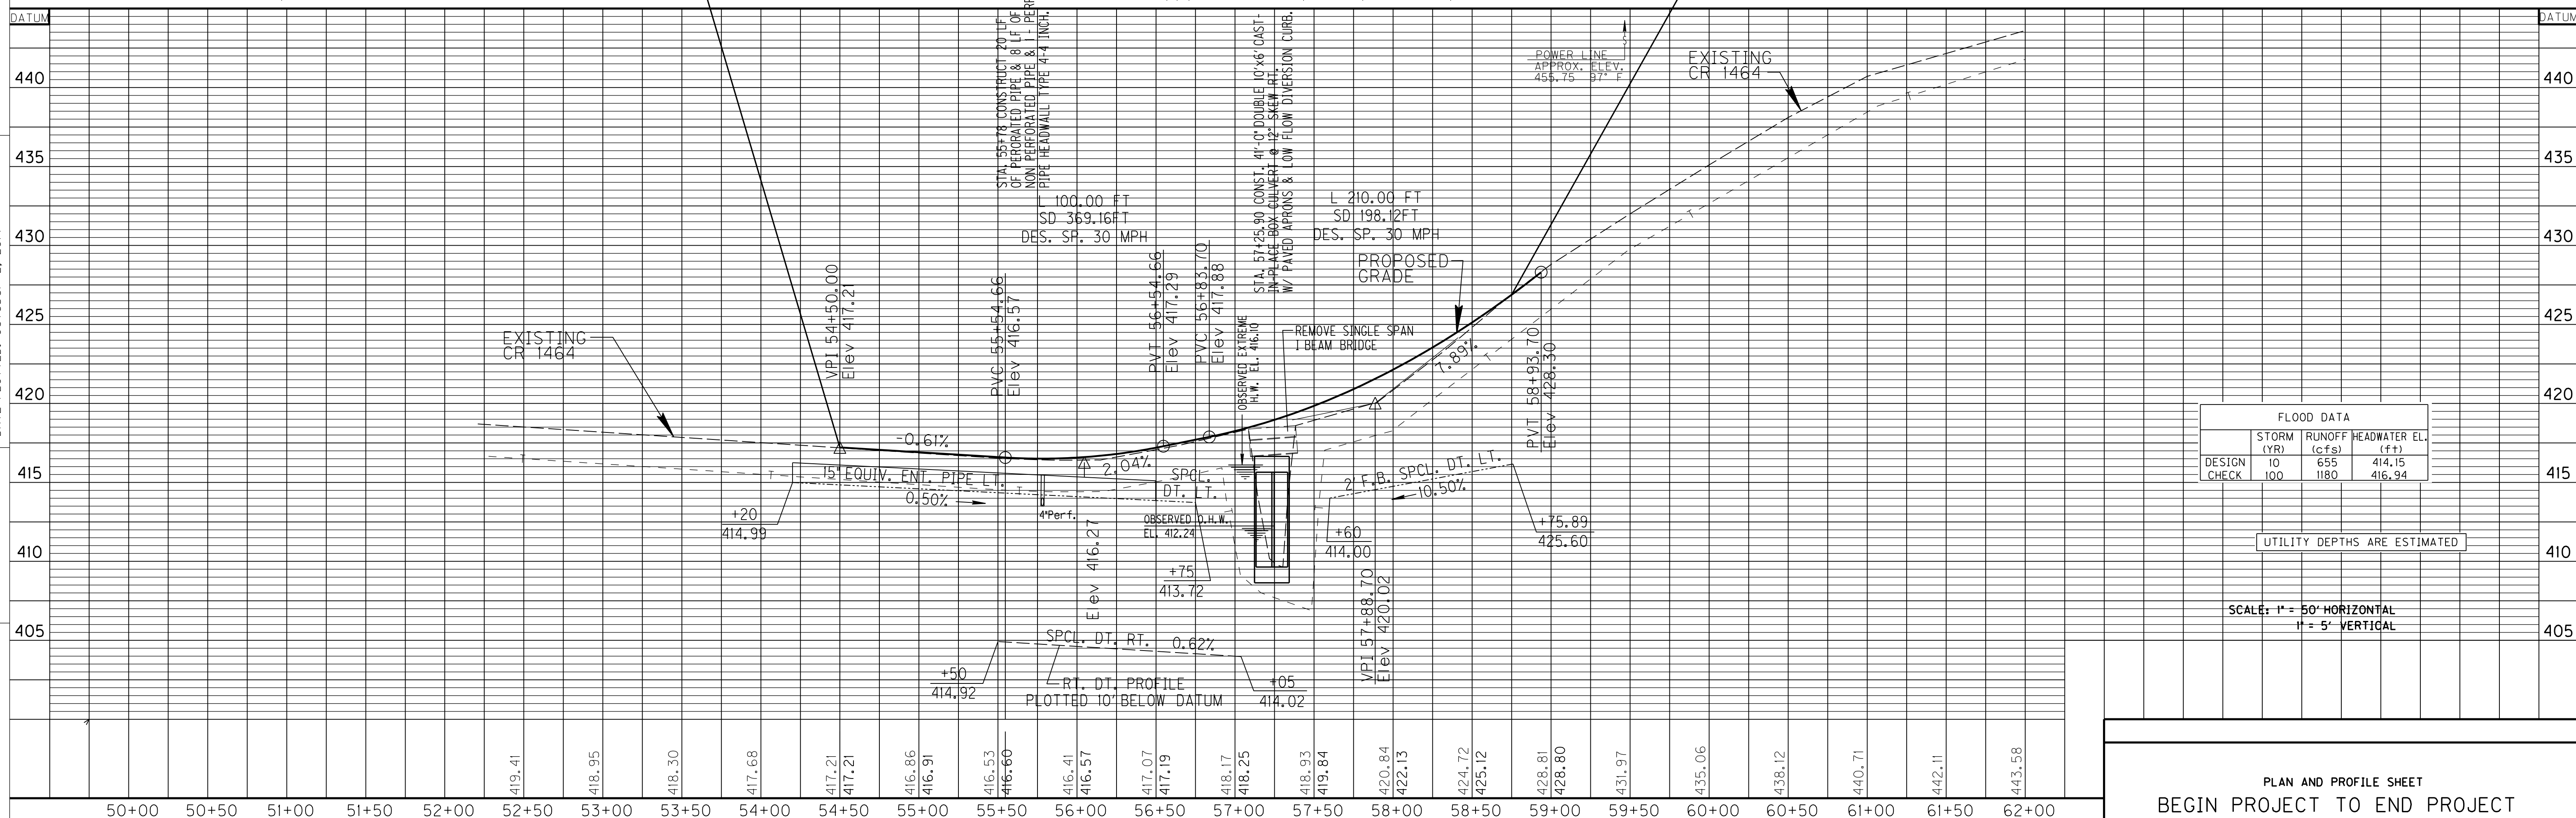 DATUM
DATUM
440
435
430
425
420
415
410
405
440
435
430
425
420
415
410
405
STA. 55+78 CONSTRUCT 20 LF
OF PERORATED PIPE & 8 LF OF
NON PERFORATED PIPE & 1- PERF
PIPE HEADWALL TYPE 4-4 INCH.
STA. 57+25.90 CONST. 41'-0" DOUBLE 10'x6' CAST-
IN-PLACE BOX CULVERT @ 12° SKEW RT.
W/ PAVED APRONS & LOW FLOW DIVERSION CURB.
POWER LINE
APPROX. ELEV.
455.75 97° F
EXISTING
CR 1464
L 100.00 FT
SD 369.16FT
DES. SP. 30 MPH
L 210.00 FT
SD 198.12FT
DES. SP. 30 MPH
PROPOSED
GRADE
EXISTING
CR 1464
VPI 54+50.00
Elev 417.21
PVC 55+54.66
Elev 416.57
PVT 56+54.66
Elev 417.29
PVC 56+83.70
Elev 417.88
OBSERVED EXTREME
H.W. EL. 416.10
REMOVE SINGLE SPAN
I BEAM BRIDGE
7.89%
PVT 58+93.70
Elev 428.30
-0.61%
2.04%
15" EQUIV. ENT. PIPE LT.
0.50%
SPCL.
DT. LT.
2' F.B. SPCL. DT. LT.
10.50%
4"Perf.
+20
414.99
OBSERVED O.H.W.
EL. 412.24
+75
413.72
+60
414.00
+75.89
425.60
Elev 416.27
VPI 57+88.70
Elev 420.02
SPCL. DT. RT. 0.62%
+50
414.92
RT. DT. PROFILE
PLOTTED 10' BELOW DATUM
+05
414.02
T
T
T
T
T
T
FLOOD DATA
STORM (YR) RUNOFF (cfs) HEADWATER EL. (ft)
DESIGN 10 655 414.15
CHECK 100 1180 416.94
UTILITY DEPTHS ARE ESTIMATED
SCALE: 1" = 50' HORIZONTAL
1" = 5' VERTICAL
419.41
418.95
418.30
417.68
417.21
417.21
416.86
416.91
416.53
416.60
416.41
416.57
417.07
417.19
418.17
418.25
418.93
419.84
420.84
422.13
424.72
425.12
428.81
428.80
431.97
435.06
438.12
440.71
442.11
443.58
50+00 50+50 51+00 51+50 52+00 52+50 53+00 53+50 54+00 54+50 55+00 55+50 56+00 56+50 57+00 57+50 58+00 58+50 59+00 59+50 60+00 60+50 61+00 61+50 62+00
PLAN AND PROFILE SHEET
BEGIN PROJECT TO END PROJECT